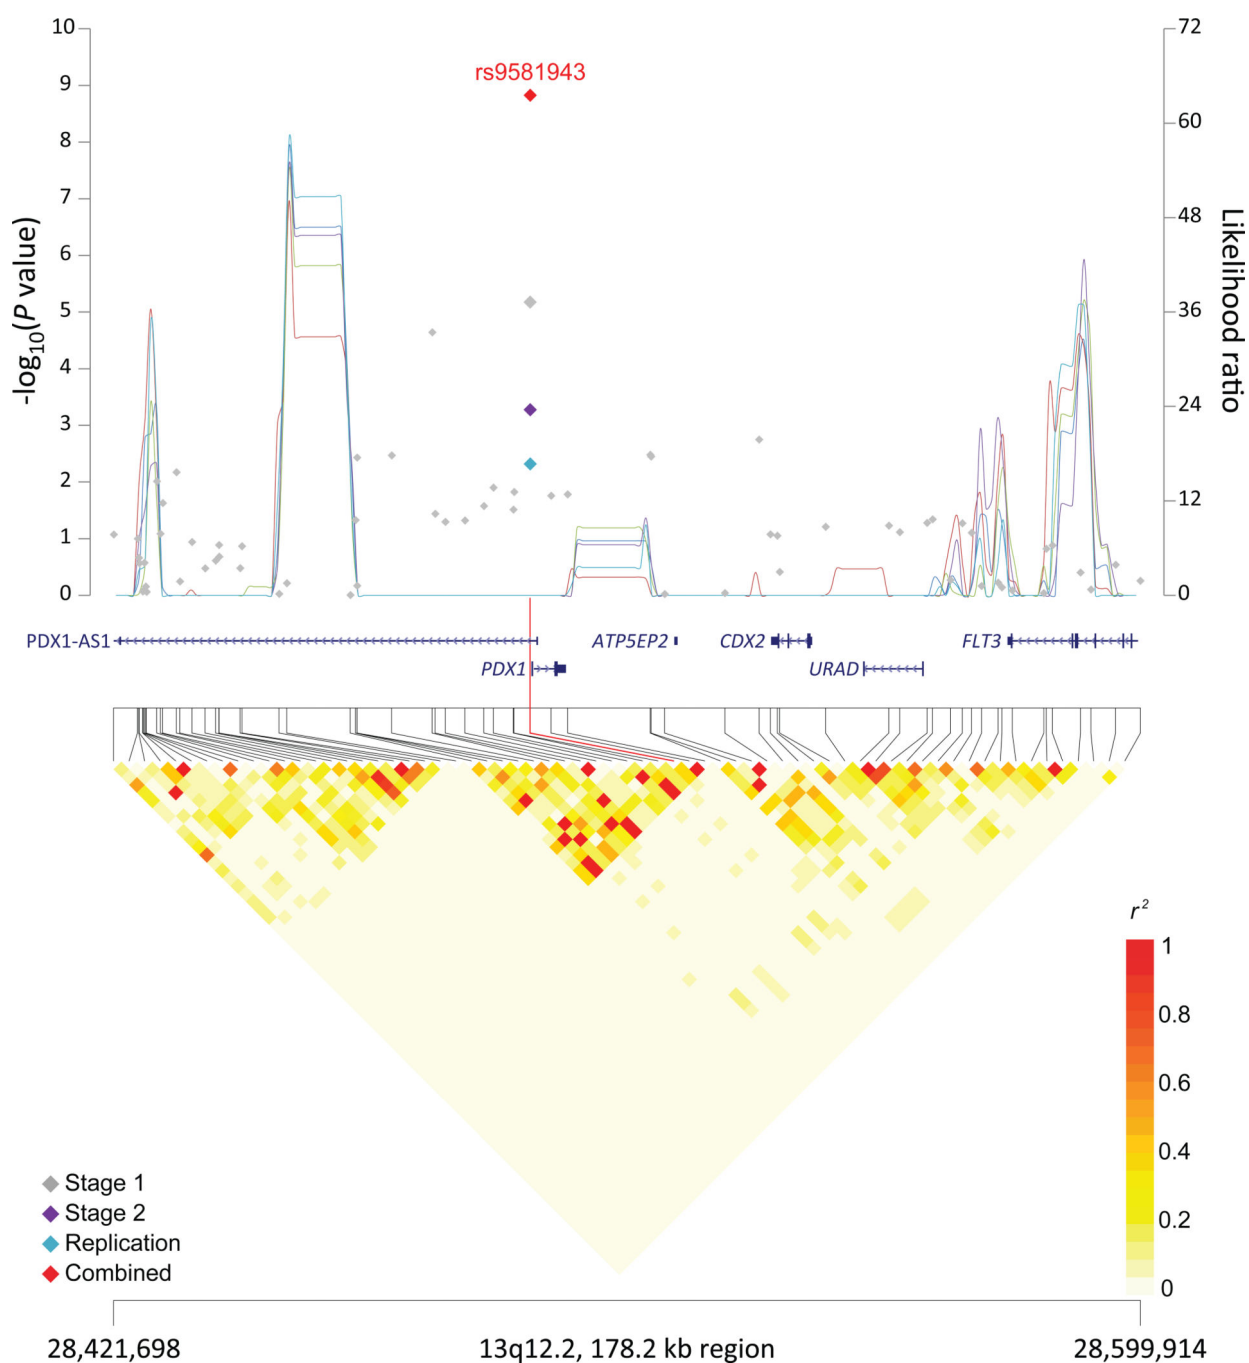 10
9
8
7
6
5
4
3
2
1
0
-log10(P value)
72
60
48
36
24
12
0
Likelihood ratio
rs9581943
PDX1-AS1
ATP5EP2
CDX2
FLT3
PDX1
URAD
r2
1
0.8
0.6
0.4
0.2
0
Stage 1
Stage 2
Replication
Combined
28,421,698
13q12.2, 178.2 kb region
28,599,914